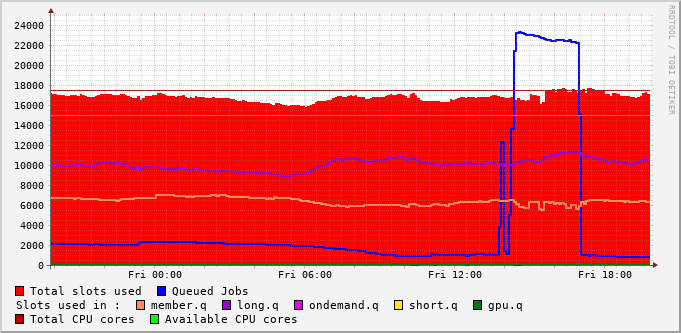 24000
22000
20000
18000
16000
14000
12000
10000
8000
6000
4000
2000
0
Fri 00:00 Fri 06:00 Fri 12:00 Fri 18:00
Total slots used Queued Jobs
Slots used in : member.q long.q ondemand.q short.q gpu.q
Total CPU cores Available CPU cores
RRDTOOL / TOBI OETIKER